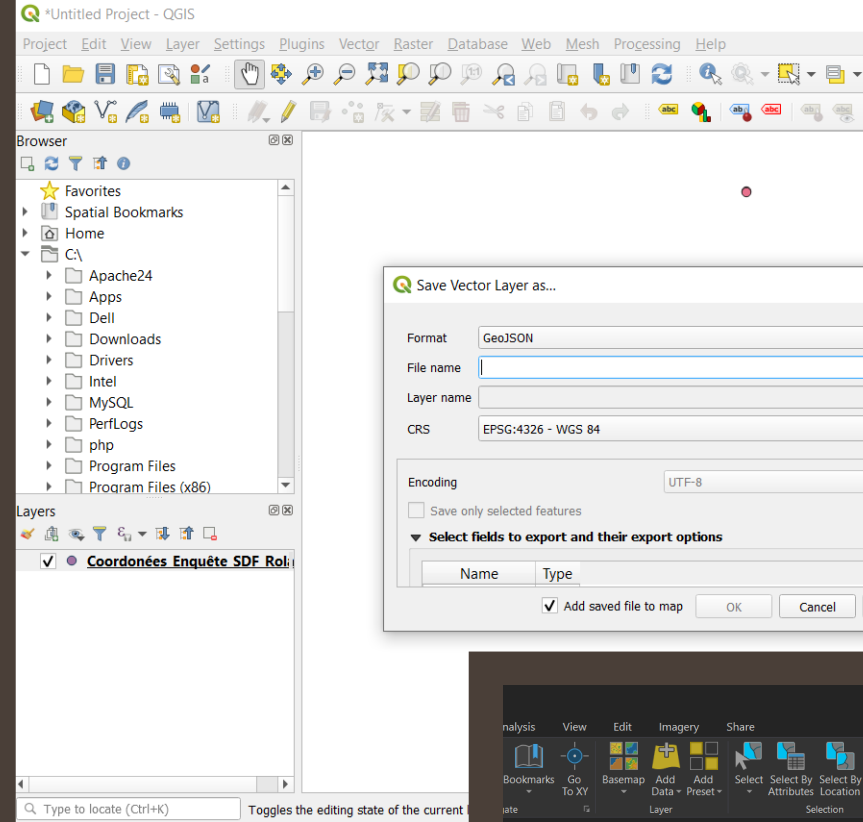 *Untitled Project - QGIS
Project Edit View Layer Settings Plugins Vector Raster Database Web Mesh Processing Help
Browser
Favorites
Spatial Bookmarks
Home
C:\
Apache24
Apps
Dell
Downloads
Drivers
Intel
MySQL
PerfLogs
php
Program Files
Program Files (x86)
Layers
Coordonées Enquête SDF
Save Vector Layer as...
Format GeoJSON
File name
Layer name
CRS EPSG:4326 - WGS 84
Encoding UTF-8
Save only selected features
Select fields to export and their export options
Name Type
Add saved file to map OK Cancel
Type to locate (Ctrl+K) Toggles the editing state of the current
nalysis View Edit Imagery Share
Bookmarks Go To XY Basemap Add Data Add Preset Select Select By Attributes Select By Location
Layer Selection